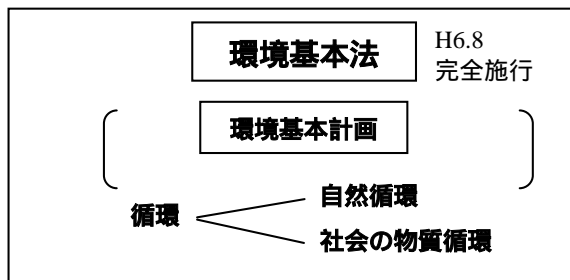 環境基本法
H6.8
完全施行
環境基本計画
自然循環
循環
社会の物質循環